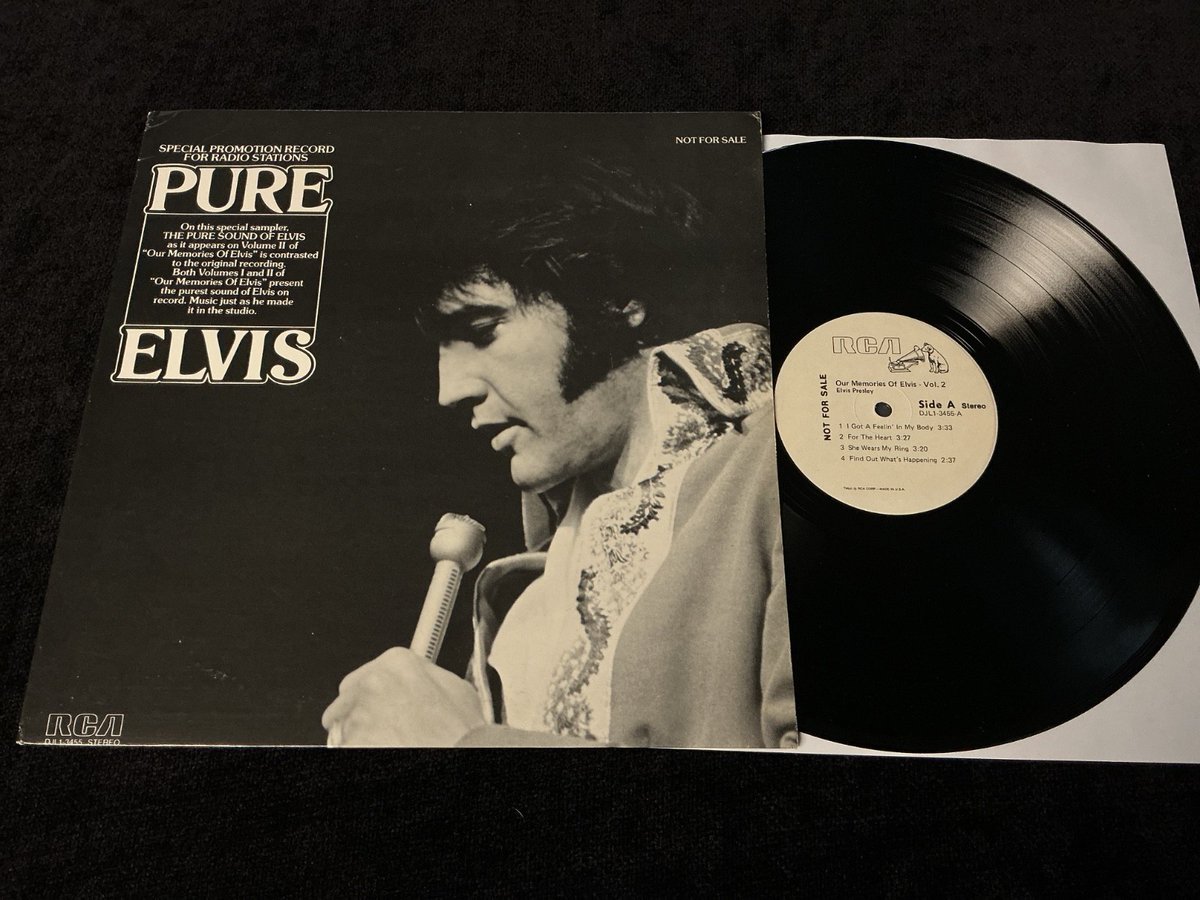 SPECIAL PROMOTION RECORD
FOR RADIO STATIONS
PURE
On this special sampler,
THE PURE SOUND OF ELVIS
as it appears on Volume II of
"Our Memories Of Elvis" is contrasted
to the original recording.
Both Volumes I and II of
"Our Memories Of Elvis" present
the purest sound of Elvis on
record. Music just as he made
it in the studio.
ELVIS
NOT FOR SALE
RCA
DJL1-3455 STEREO
RCA
Our Memories Of Elvis - Vol. 2
Elvis Presley
NOT FOR SALE
Side A Stereo
DJL1-3455-A
1 I Got A Feelin' In My Body 3:33
2 For The Heart 3:27
3 She Wears My Ring 3:20
4 Find Out What's Happening 2:37
RCA CORP - MADE IN U.S.A.